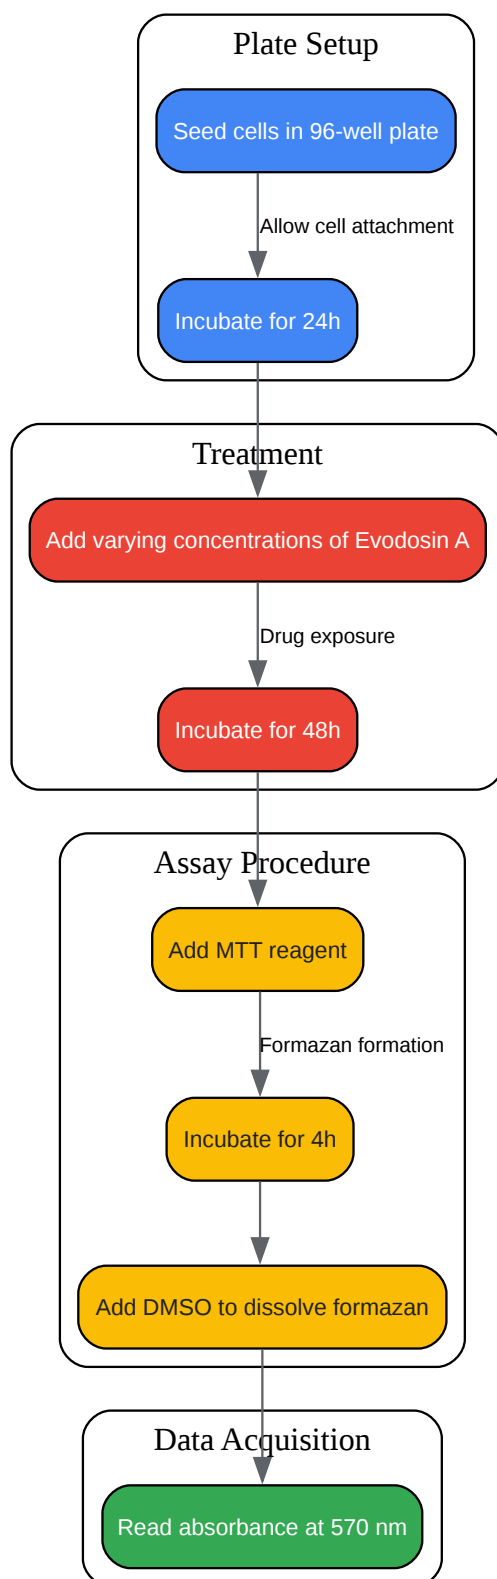 Plate Setup
Seed cells in 96-well plate
Allow cell attachment
Incubate for 24h
Treatment
Add varying concentrations of Evodosin A
Drug exposure
Incubate for 48h
Assay Procedure
Add MTT reagent
Formazan formation
Incubate for 4h
Add DMSO to dissolve formazan
Data Acquisition
Read absorbance at 570 nm